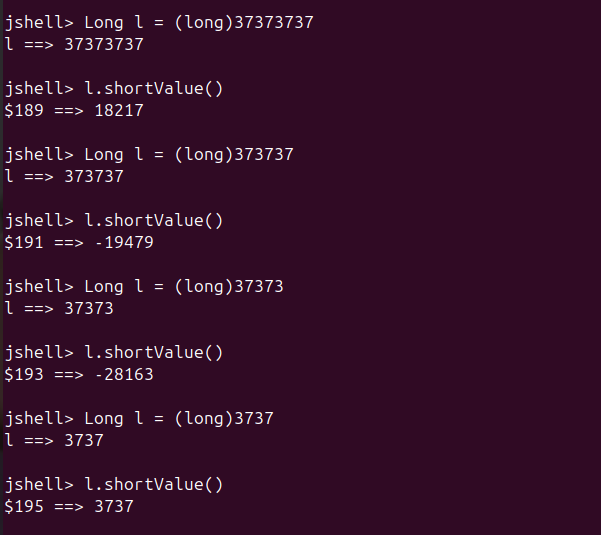 jshell> Long l = (long)37373737
l ==> 37373737
jshell> l.shortValue()
$189 ==> 18217
jshell> Long l = (long)373737
l ==> 373737
jshell> l.shortValue()
$191 ==> -19479
jshell> Long l = (long)37373
l ==> 37373
jshell> l.shortValue()
$193 ==> -28163
jshell> Long l = (long)3737
l ==> 3737
jshell> l.shortValue()
$195 ==> 3737